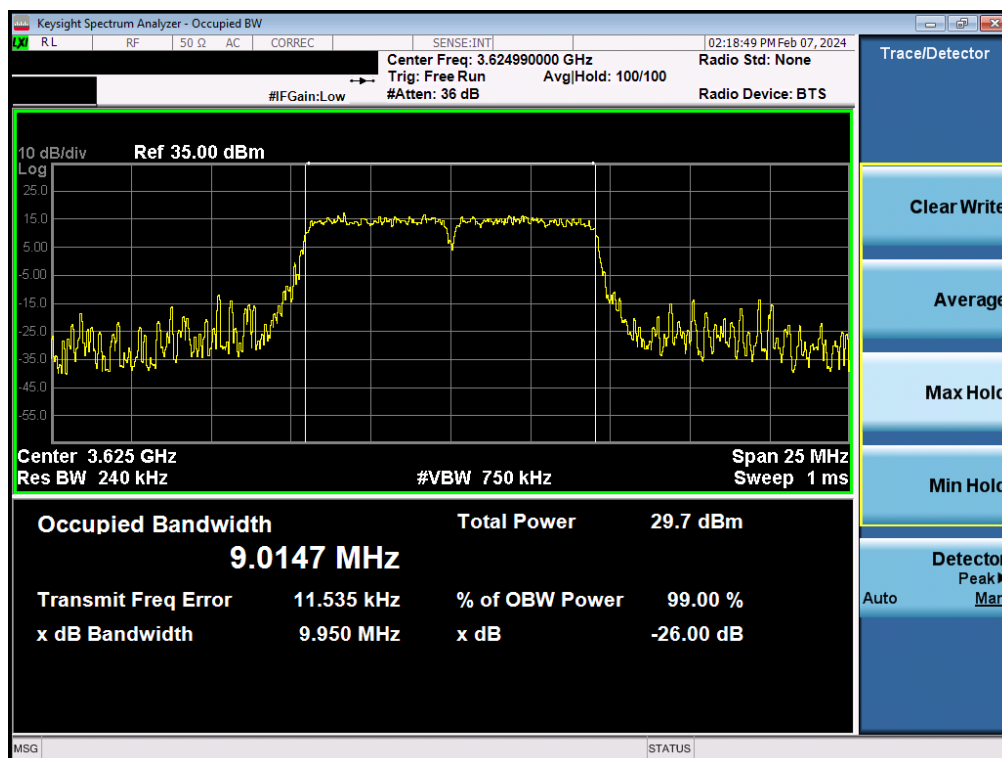 Keysight Spectrum Analyzer - Occupied BW
LXI RL RF 50 Ω AC CORREC SENSE:INT 02:18:49 PM Feb 07, 2024
Center Freq: 3.624990000 GHz Radio Std: None
Trig: Free Run Avg|Hold: 100/100
#IFGain:Low #Atten: 36 dB Radio Device: BTS
Trace/Detector
10 dB/div Ref 35.00 dBm
Log
25.0
15.0
5.00
-5.00
-15.0
-25.0
-35.0
-45.0
-55.0
Center 3.625 GHz Span 25 MHz
Res BW 240 kHz #VBW 750 kHz Sweep 1 ms
Occupied Bandwidth Total Power 29.7 dBm
9.0147 MHz
Transmit Freq Error 11.535 kHz % of OBW Power 99.00 %
x dB Bandwidth 9.950 MHz x dB -26.00 dB
Clear Write
Average
Max Hold
Min Hold
Detector
Peak
Auto Man
MSG STATUS